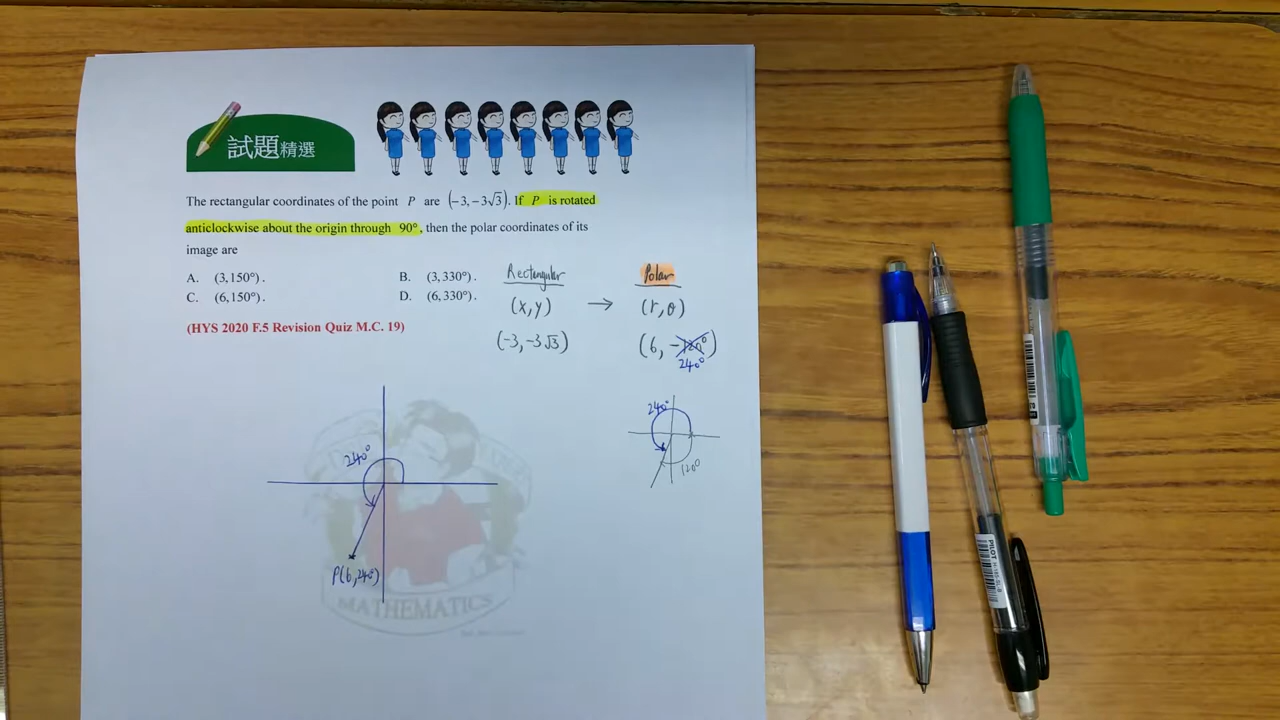 試題精選
The rectangular coordinates of the point P are (−3, −3√3). If P is rotated
anticlockwise about the origin through 90°, then the polar coordinates of its
image are
A. (3,150°).
B. (3,330°).
C. (6,150°).
D. (6,330°).
(HYS 2020 F.5 Revision Quiz M.C. 19)
Rectangular
Polar
(x,y) → (r,θ)
(-3,-3√3)
(6, -120°)
240°
240°
120°
240°
P(6,240°)
MATHEMATICS
PILOT